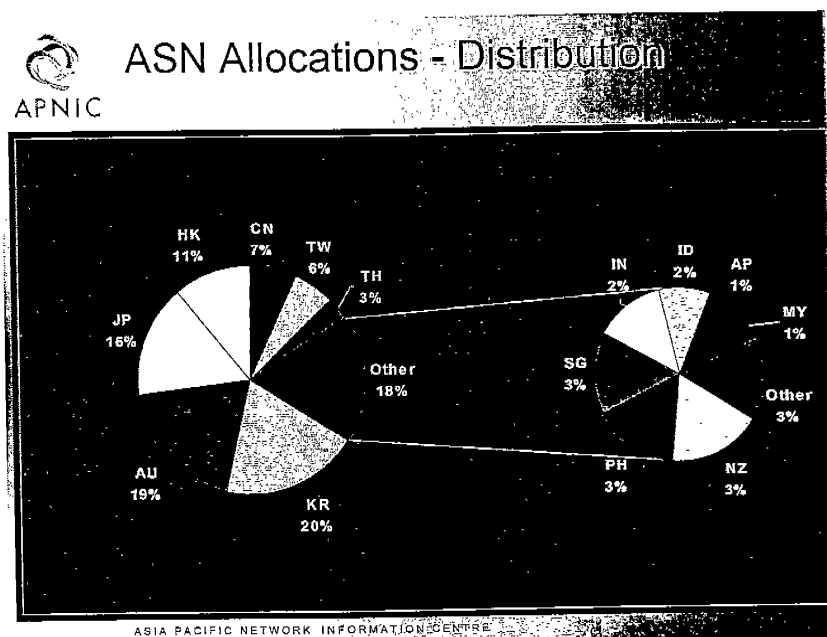 ASN Allocations - Distribution
APNIC
HK
11%
CN
7%
TW
6%
TH
3%
JP
16%
Other
18%
AU
19%
KR
20%
IN
2%
ID
2%
AP
1%
MY
1%
SG
3%
Other
3%
PH
3%
NZ
3%
ASIA PACIFIC NETWORK INFORMATION CENTRE